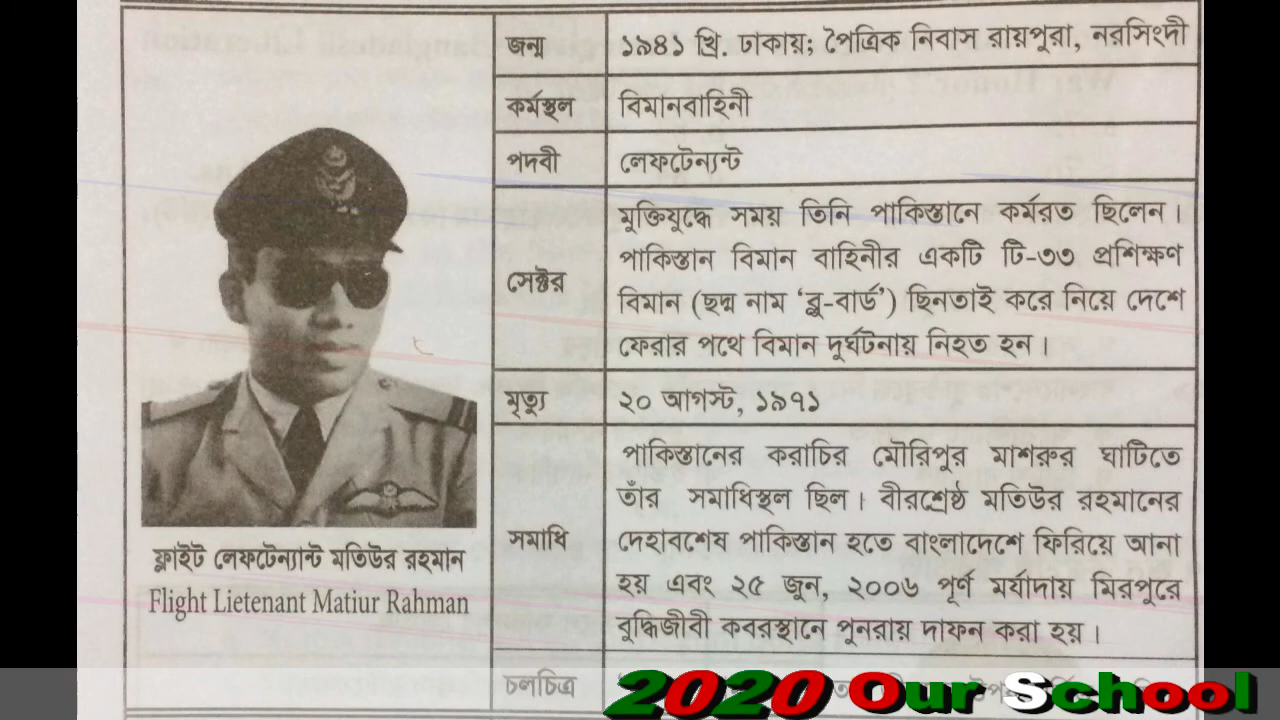 জন্ম
১৯৪১ খ্রি. ঢাকায়; পৈত্রিক নিবাস রায়পুরা, নরসিংদী
কর্মস্থল
বিমানবাহিনী
পদবী
লেফটেন্যন্ট
সেক্টর
মুক্তিযুদ্ধে সময় তিনি পাকিস্তানে কর্মরত ছিলেন।
পাকিস্তান বিমান বাহিনীর একটি টি-৩৩ প্রশিক্ষণ
বিমান (ছদ্ম নাম ‘ব্লু-বার্ড’) ছিনতাই করে নিয়ে দেশে
ফেরার পথে বিমান দুর্ঘটনায় নিহত হন।
মৃত্যু
২০ আগস্ট, ১৯৭১
সমাধি
পাকিস্তানের করাচির মৌরিপুর মাশরুর ঘাটিতে
তাঁর সমাধিস্থল ছিল। বীরশ্রেষ্ঠ মতিউর রহমানের
দেহাবশেষ পাকিস্তান হতে বাংলাদেশে ফিরিয়ে আনা
হয় এবং ২৫ জুন, ২০০৬ পূর্ণ মর্যাদায় মিরপুরে
বুদ্ধিজীবী কবরস্থানে পুনরায় দাফন করা হয়।
চলচিত্র
ফ্লাইট লেফটেন্যান্ট মতিউর রহমান
Flight Lietenant Matiur Rahman
2020 Our School